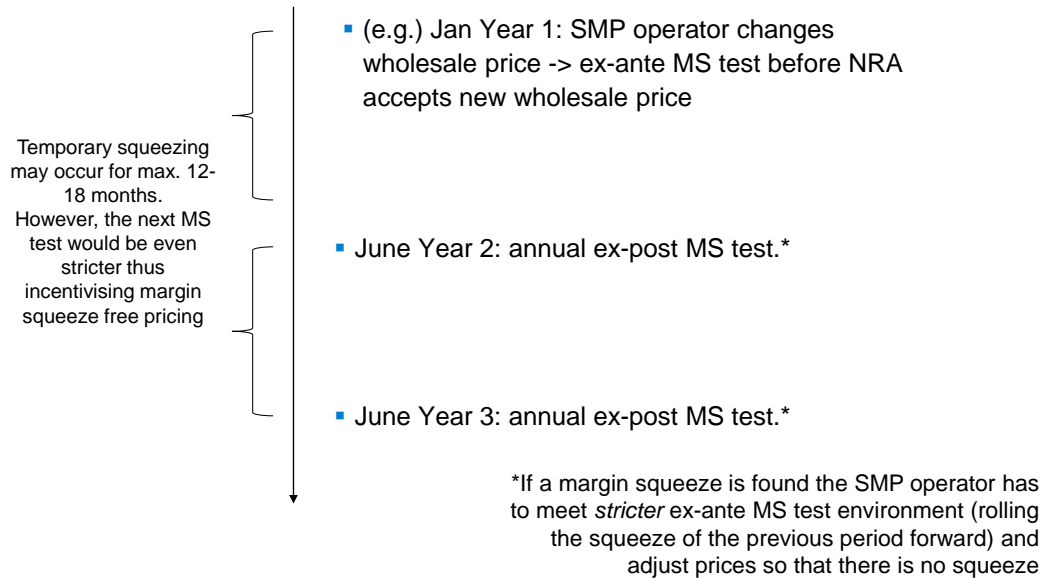 ▪ (e.g.) Jan Year 1: SMP operator changes
wholesale price -> ex-ante MS test before NRA
accepts new wholesale price
Temporary squeezing
may occur for max. 12-
18 months.
However, the next MS
test would be even
stricter thus
incentivising margin
squeeze free pricing
▪ June Year 2: annual ex-post MS test.*
▪ June Year 3: annual ex-post MS test.*
*If a margin squeeze is found the SMP operator has
to meet stricter ex-ante MS test environment (rolling
the squeeze of the previous period forward) and
adjust prices so that there is no squeeze